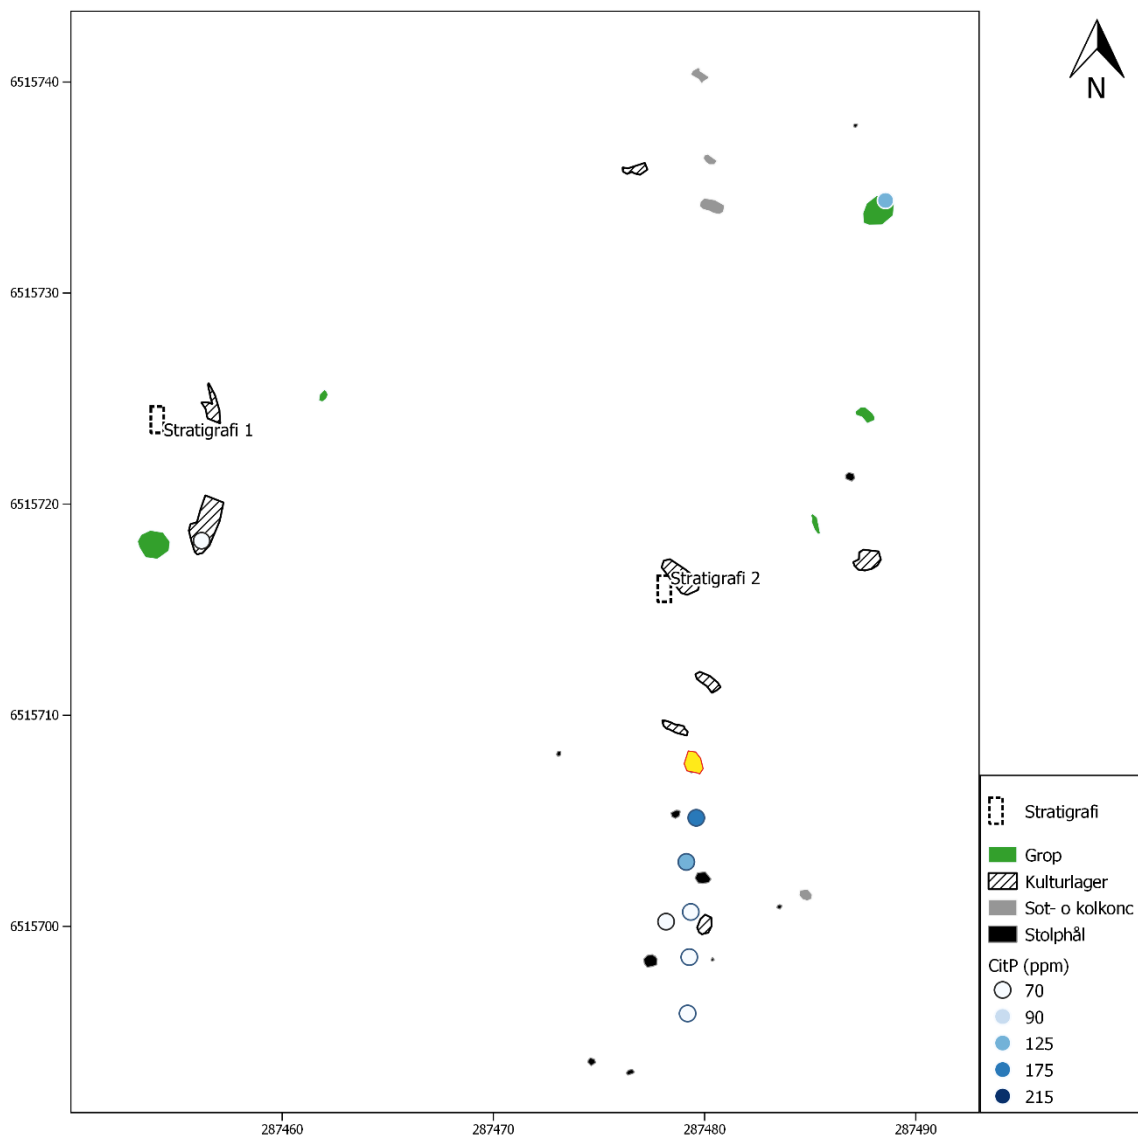 N
6515740
6515730
Stratigrafi 1
6515720
Stratigrafi 2
6515710
6515700
287460
287470
287480
287490
Stratigrafi
Grop
Kulturlager
Sot- o kolkonc
Stolphål
CitP (ppm)
70
90
125
175
215